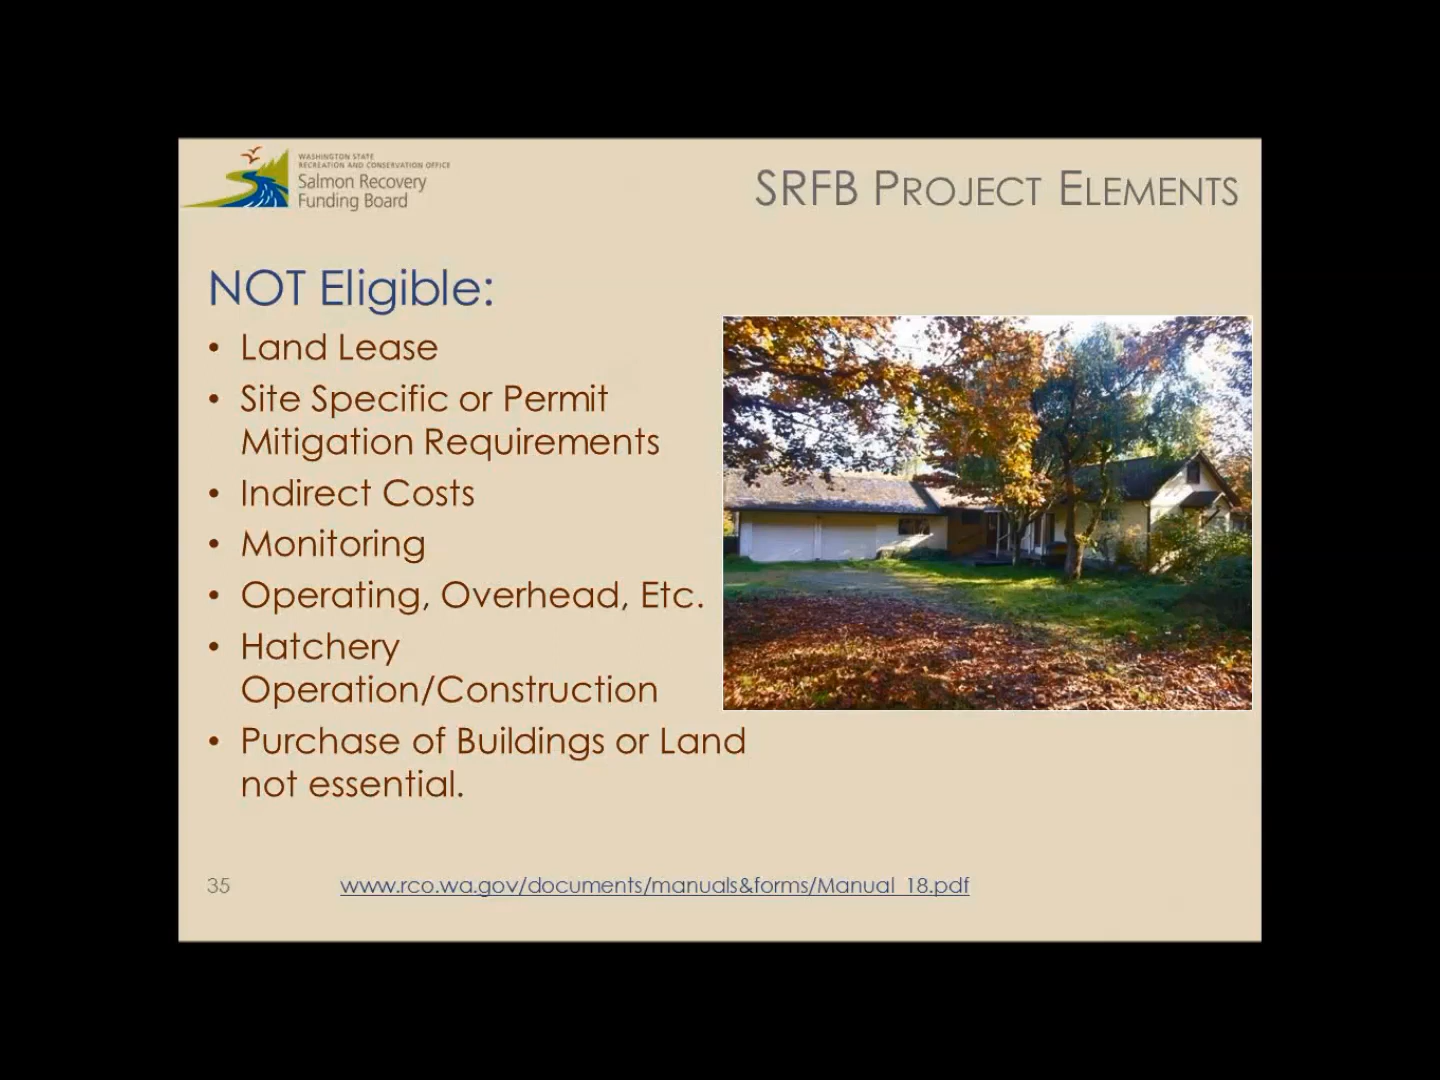 WASHINGTON STATE
RECREATION AND CONSERVATION OFFICE
Salmon Recovery
Funding Board
SRFB PROJECT ELEMENTS
NOT Eligible:
• Land Lease
• Site Specific or Permit
Mitigation Requirements
• Indirect Costs
• Monitoring
• Operating, Overhead, Etc.
• Hatchery
Operation/Construction
• Purchase of Buildings or Land
not essential.
35
www.rco.wa.gov/documents/manuals&forms/Manual_18.pdf